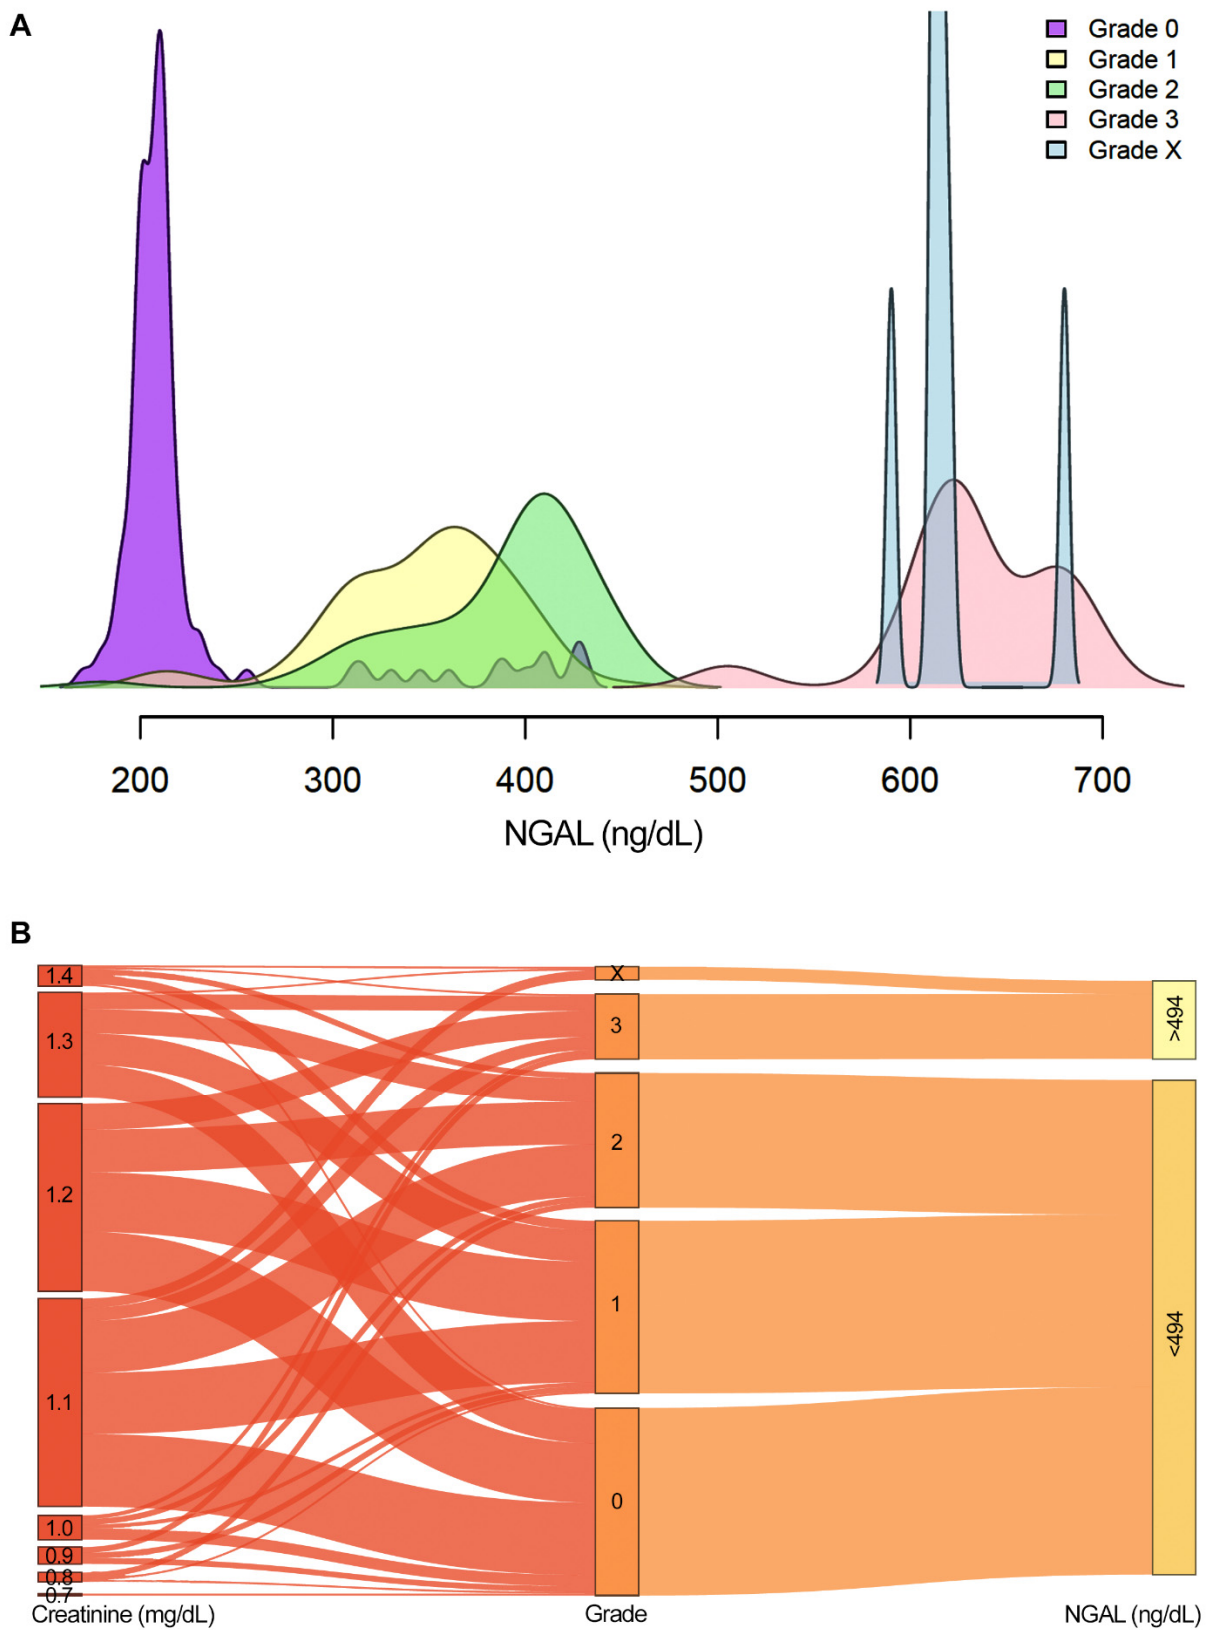 A
Grade 0
Grade 1
Grade 2
Grade 3
Grade X
200 300 400 500 600 700
NGAL (ng/dL)
B
1.4
1.3
1.2
1.1
1.0
0.9
0.8
0.7
X
3
2
1
0
>494
<494
Creatinine (mg/dL) Grade NGAL (ng/dL)